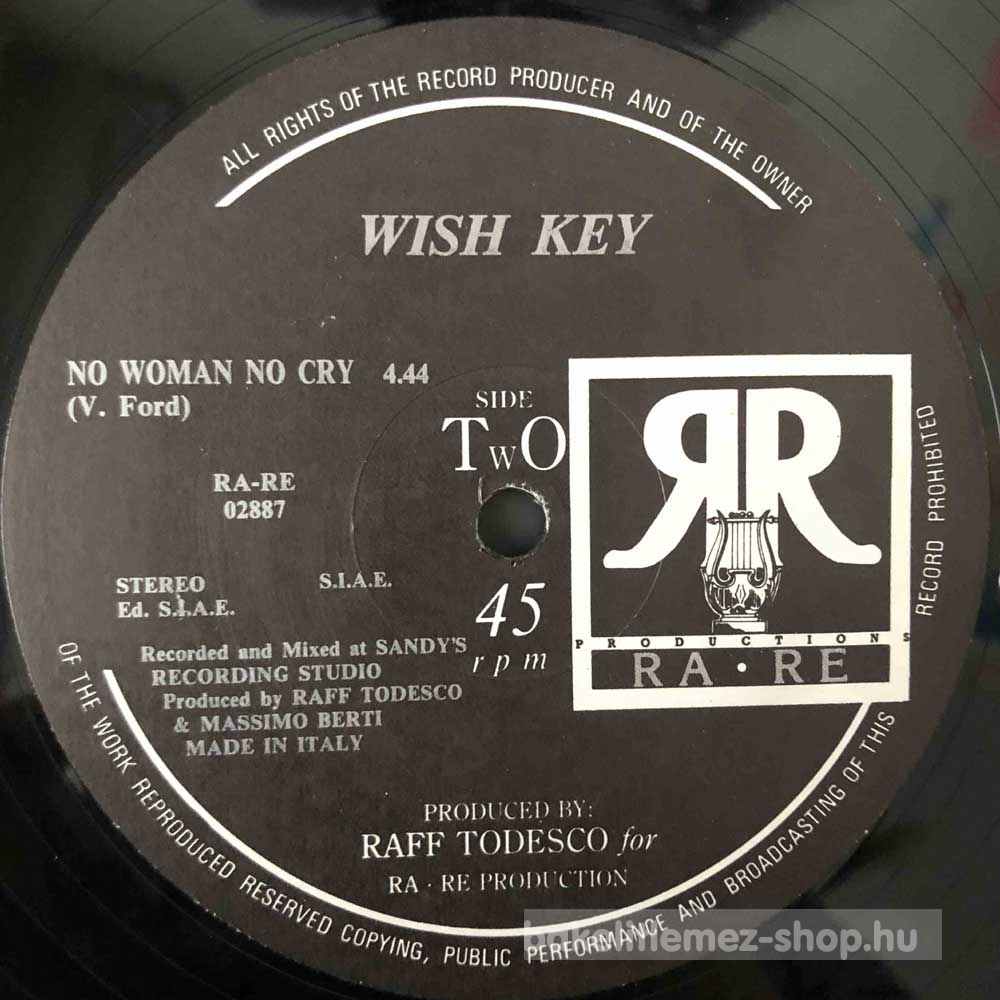 ALL RIGHTS OF THE RECORD PRODUCER AND OF THE OWNER
WISH KEY
NO WOMAN NO CRY 4.44
(V. Ford)
SIDE
TWO
RR
RA-RE
02887
STEREO S.I.A.E.
Ed. S.I.A.E.
45
rpm
PRODUCTIONS
RA · RE
Recorded and Mixed at SANDY'S
RECORDING STUDIO
Produced by RAFF TODESCO
& MASSIMO BERTI
MADE IN ITALY
PRODUCED BY:
RAFF TODESCO for
RA · RE PRODUCTION
OF THE WORK REPRODUCED RESERVED COPYING, PUBLIC PERFORMANCE AND BROADCASTING OF THIS RECORD PROHIBITED
bakelitlemez-shop.hu